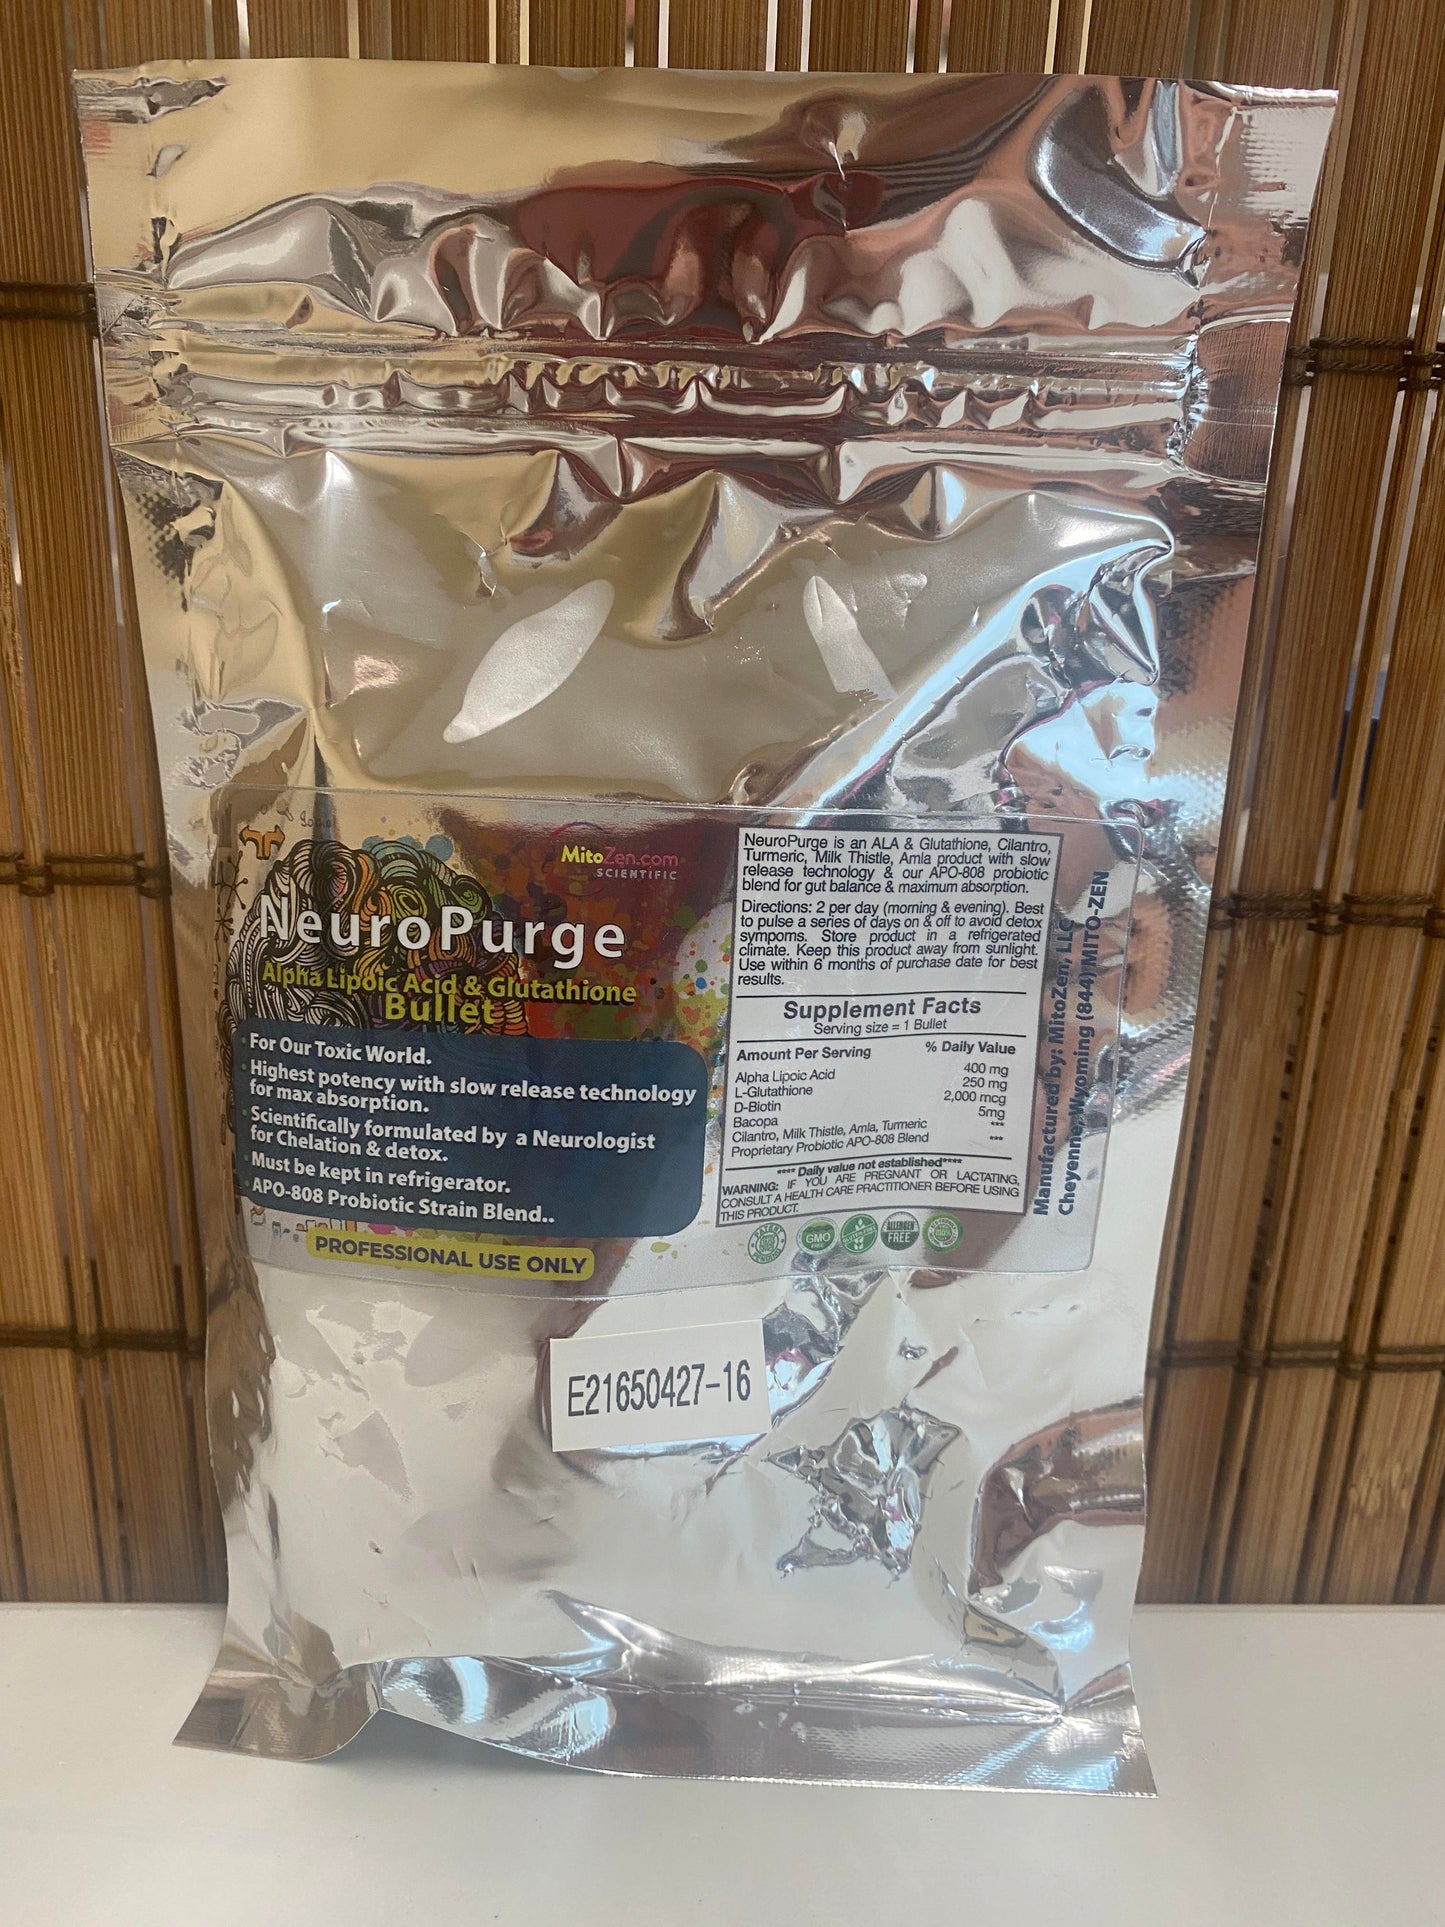 MitoZen.com
SCIENTIFIC
NeuroPurge
Alpha Lipoic Acid & Glutathione
Bullet
For Our Toxic World.
Highest potency with slow release technology
for max absorption.
Scientifically formulated by a Neurologist
for Chelation & detox.
Must be kept in refrigerator.
APO-808 Probiotic Strain Blend..
PROFESSIONAL USE ONLY
NeuroPurge is an ALA & Glutathione, Cilantro,
Turmeric, Milk Thistle, Amla product with slow
release technology & our APO-808 probiotic
blend for gut balance & maximum absorption.
Directions: 2 per day (morning & evening). Best
to pulse a series of days on & off to avoid detox
sympoms. Store product in a refrigerated
climate. Keep this product away from sunlight.
Use within 6 months of purchase date for best
results.
Supplement Facts
Serving size = 1 Bullet
Amount Per Serving % Daily Value
Alpha Lipoic Acid 400 mg
L-Glutathione 250 mg
D-Biotin 2,000 mcg
Bacopa 5mg
Cilantro, Milk Thistle, Amla, Turmeric ***
Proprietary Probiotic APO-808 Blend ***
**** Daily value not established****
WARNING: IF YOU ARE PREGNANT OR LACTATING,
CONSULT A HEALTH CARE PRACTITIONER BEFORE USING
THIS PRODUCT.
GMO
FREE
ALLERGEN
FREE
Manufactured by: MitoZen, LLC
Cheyenne, Wyoming (844) MITO-ZEN
E21650427-16